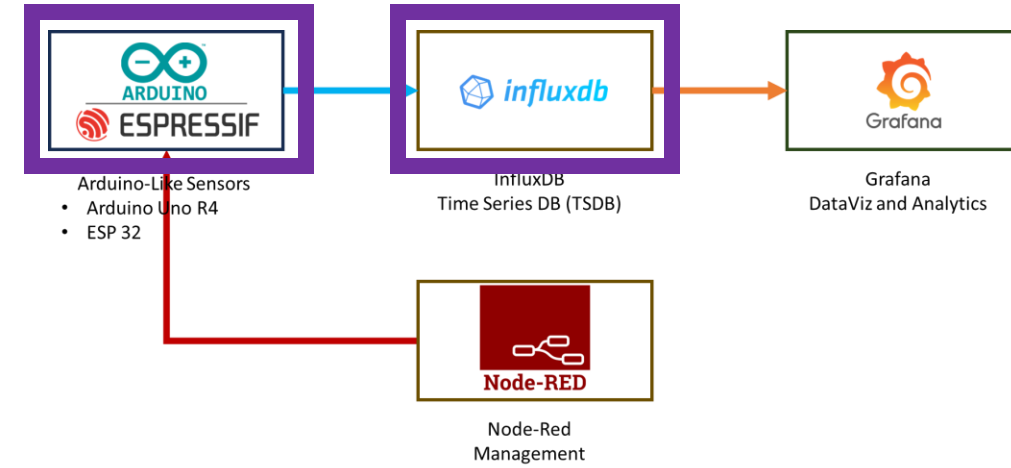 ARDUINO
ESPRESSIF
influxdb
Grafana
Arduino-Like Sensors
• Arduino Uno R4
• ESP 32
InfluxDB
Time Series DB (TSDB)
Grafana
DataViz and Analytics
Node-RED
Node-Red
Management